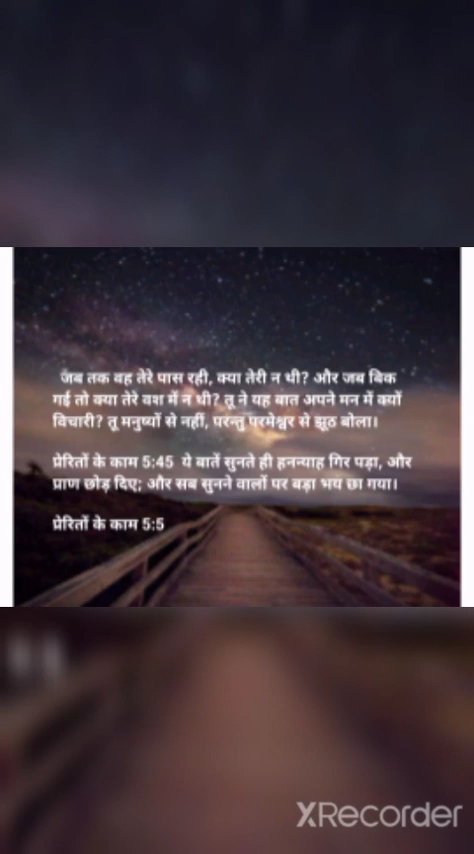 जब तक वह तेरे पास रही, क्या तेरी न थी? और जब बिक
गई तो क्या तेरे वश में न थी? तू ने यह बात अपने मन में क्यों
विचारी? तू मनुष्यों से नहीं, परन्तु परमेश्वर से झूठ बोला।
प्रेरितों के काम 5:45 ये बातें सुनते ही हनन्याह गिर पड़ा, और
प्राण छोड़ दिए; और सब सुनने वालों पर बड़ा भय छा गया।
प्रेरितों के काम 5:5
XRecorder